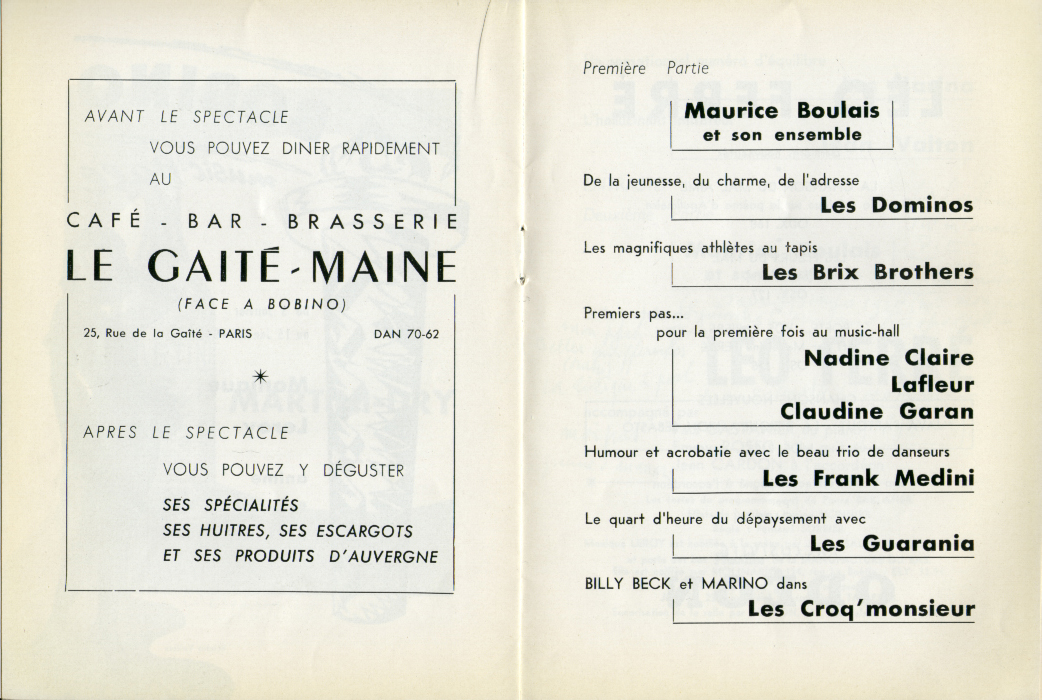 AVANT LE SPECTACLE
VOUS POUVEZ DINER RAPIDEMENT
AU
CAFÉ - BAR - BRASSERIE
LE GAITÉ-MAINE
(FACE A BOBINO)
25, Rue de la Gaîté - PARIS DAN 70-62
APRES LE SPECTACLE
VOUS POUVEZ Y DÉGUSTER
SES SPÉCIALITÉS
SES HUITRES, SES ESCARGOTS
ET SES PRODUITS D'AUVERGNE
Première Partie
Maurice Boulais
et son ensemble
De la jeunesse, du charme, de l'adresse
Les Dominos
Les magnifiques athlètes au tapis
Les Brix Brothers
Premiers pas...
pour la première fois au music-hall
Nadine Claire
Lafleur
Claudine Garan
Humour et acrobatie avec le beau trio de danseurs
Les Frank Medini
Le quart d'heure du dépaysement avec
Les Guarania
BILLY BECK et MARINO dans
Les Croq'monsieur